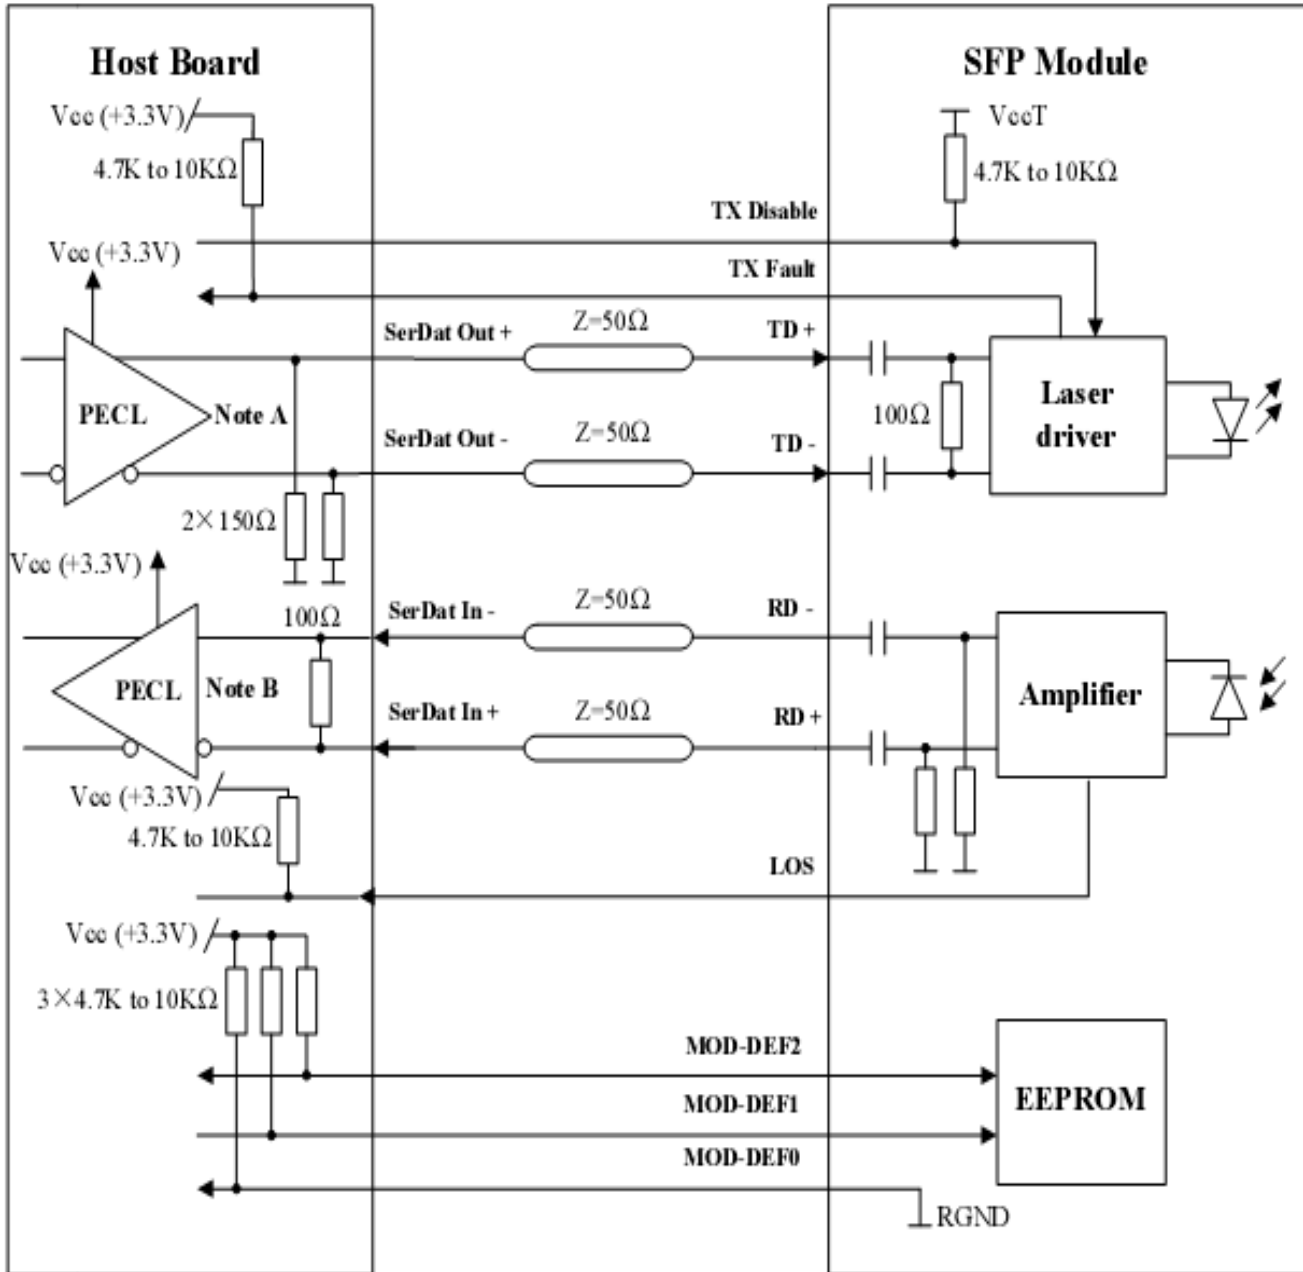 Host Board
SFP Module
Vcc (+3.3V)
4.7K to 10KΩ
VccT
4.7K to 10KΩ
TX Disable
Vcc (+3.3V)
TX Fault
SerDat Out +
Z=50Ω
TD +
PECL
Note A
100Ω
Laser
driver
SerDat Out -
Z=50Ω
TD -
2×150Ω
Vcc (+3.3V)
100Ω
SerDat In -
Z=50Ω
RD -
PECL
Note B
SerDat In +
Z=50Ω
RD +
Amplifier
Vcc (+3.3V)
4.7K to 10KΩ
LOS
Vcc (+3.3V)
3×4.7K to 10KΩ
MOD-DEF2
MOD-DEF1
EEPROM
MOD-DEF0
RGND